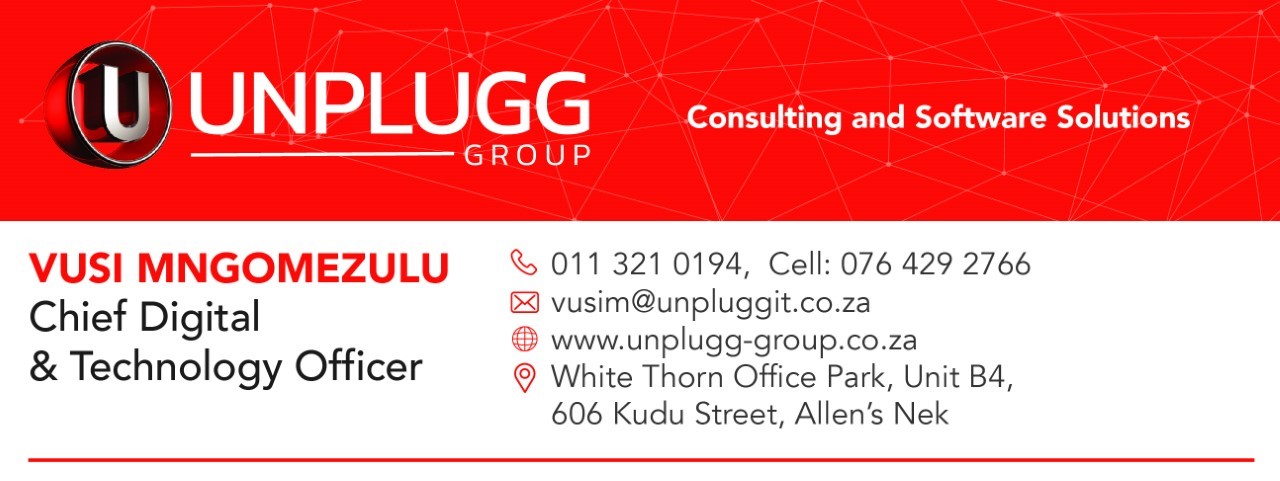 U UNPLUGG
GROUP
Consulting and Software Solutions
VUSI MNGOMEZULU
Chief Digital
& Technology Officer
011 321 0194, Cell: 076 429 2766
vusim@unpluggit.co.za
www.unplugg-group.co.za
White Thorn Office Park, Unit B4,
606 Kudu Street, Allen’s Nek